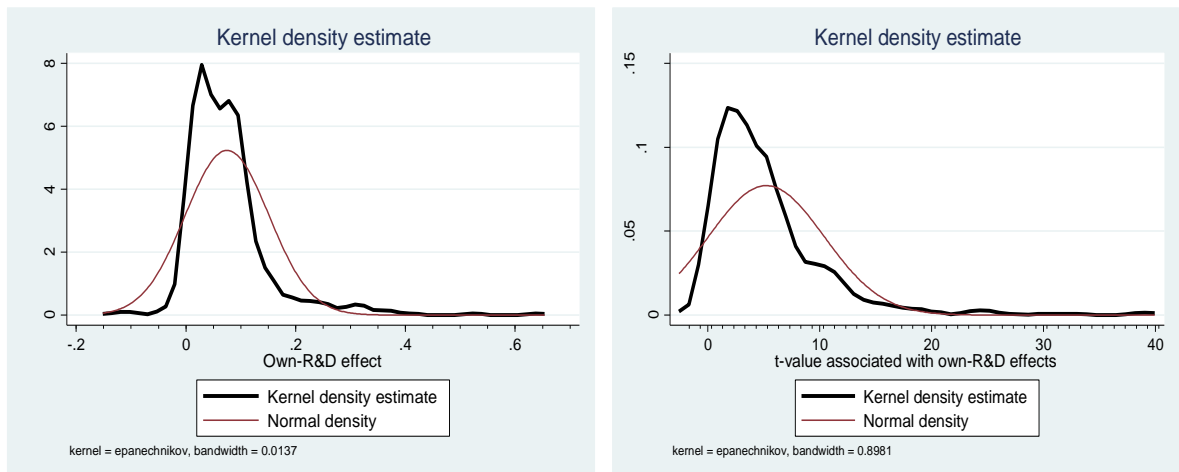 Kernel density estimate
8
6
4
2
0
-.2 0 .2 .4 .6
Own-R&D effect
Kernel density estimate
Normal density
kernel = epanechnikov, bandwidth = 0.0137
Kernel density estimate
.15
.1
.05
0
0 10 20 30 40
t-value associated with own-R&D effects
Kernel density estimate
Normal density
kernel = epanechnikov, bandwidth = 0.8981